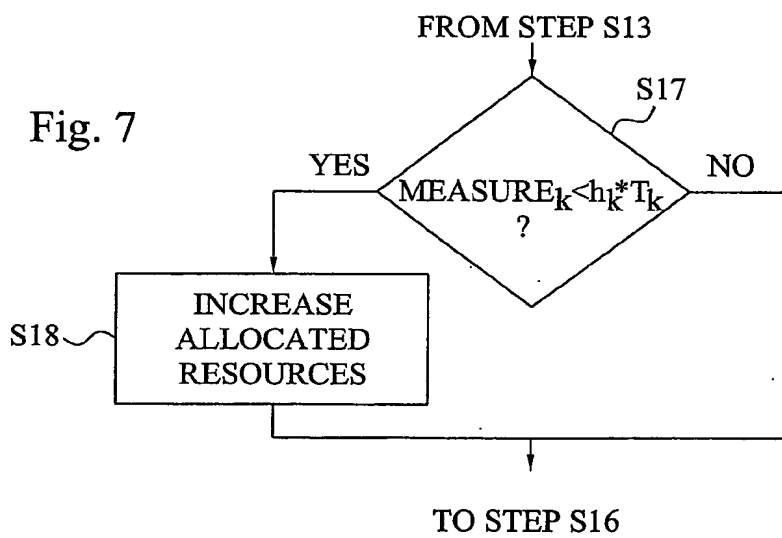 FROM STEP S13
S17
Fig. 7
YES
NO
MEASUREk<hk*Tk
?
INCREASE
ALLOCATED
RESOURCES
S18
TO STEP S16